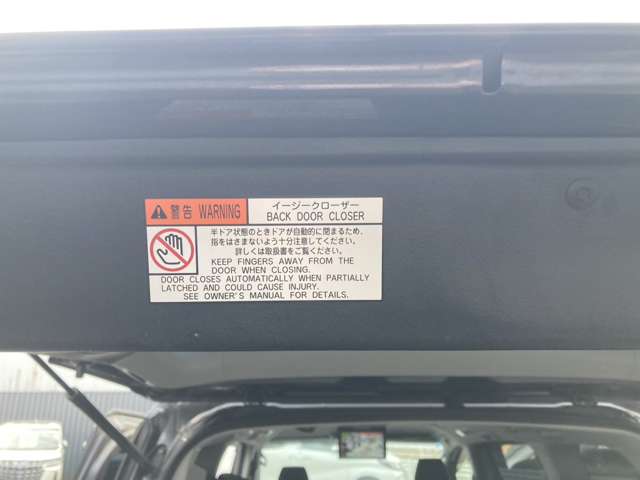 警告 WARNING
イージークローザー
BACK DOOR CLOSER
半ドア状態のときドアが自動的に閉まるため、
指をはさまないよう十分注意してください。
詳しくは取扱書をご覧ください。
KEEP FINGERS AWAY FROM THE
DOOR WHEN CLOSING.
DOOR CLOSES AUTOMATICALLY WHEN PARTIALLY
LATCHED AND COULD CAUSE INJURY.
SEE OWNER'S MANUAL FOR DETAILS.